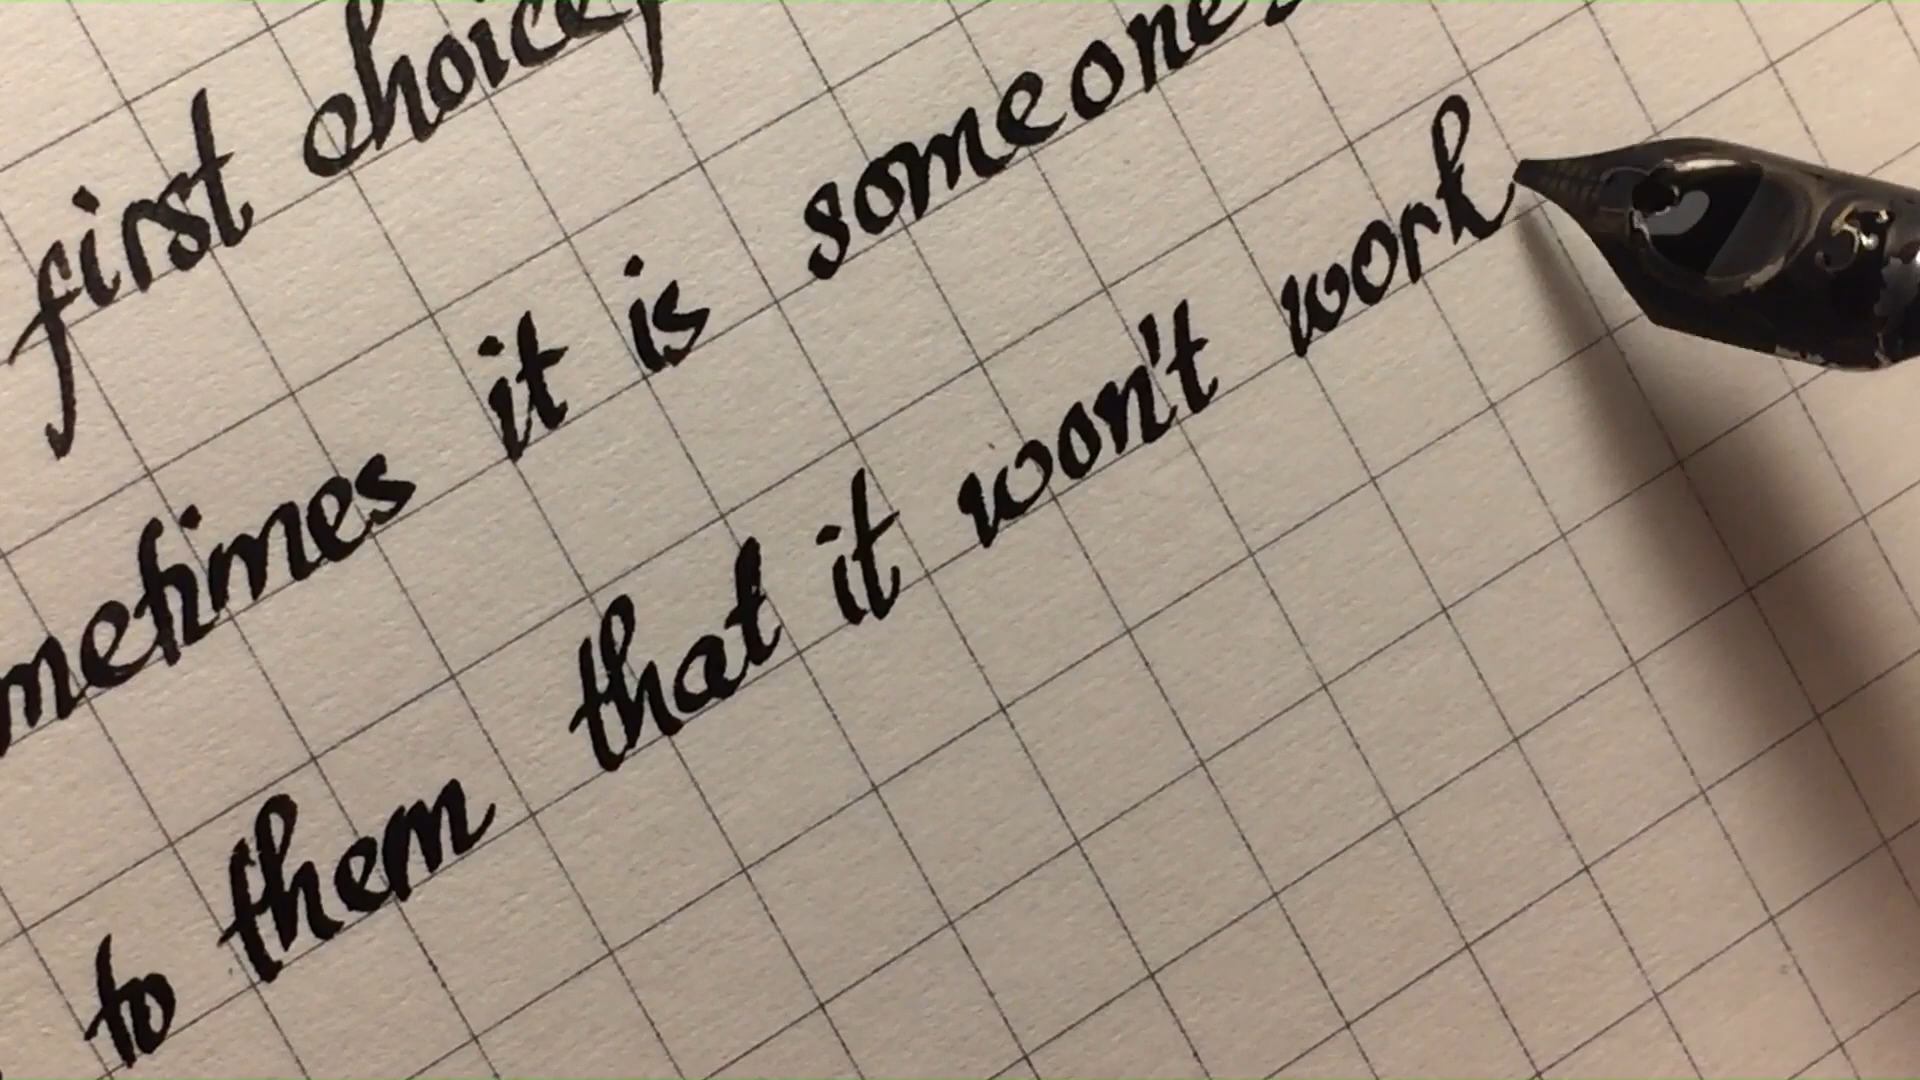 first choice,
metimes it is someone
to them that it won't work